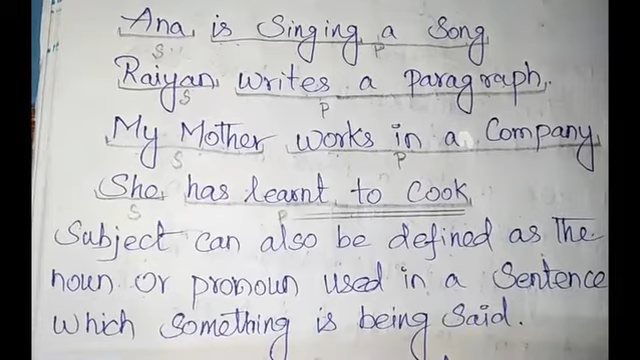 Ana is Singing a Song
S P
Raiyan writes a paragraph.
S P
My Mother works in a Company
S P
She has learnt to Cook
S P
Subject can also be defined as the
noun or pronoun used in a Sentence
which something is being Said.